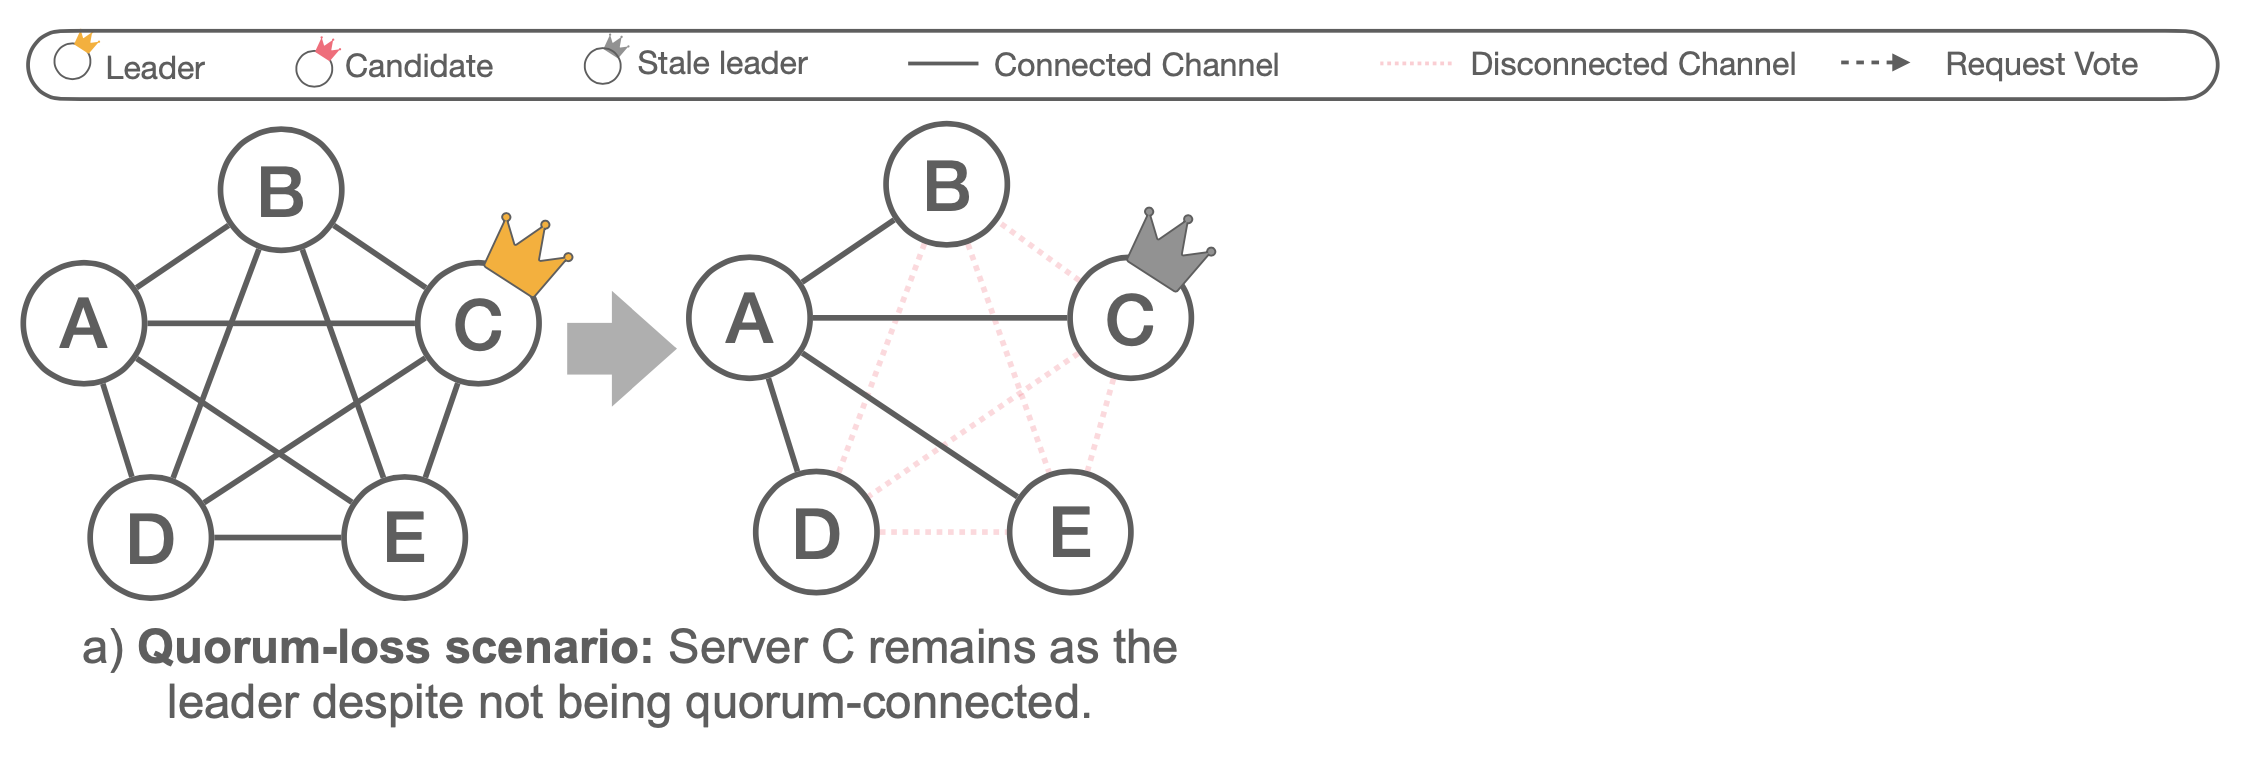 Leader Candidate Stale leader Connected Channel Disconnected Channel Request Vote
B
A
C
D
E
B
A
C
D
E
a) Quorum-loss scenario: Server C remains as the
leader despite not being quorum-connected.